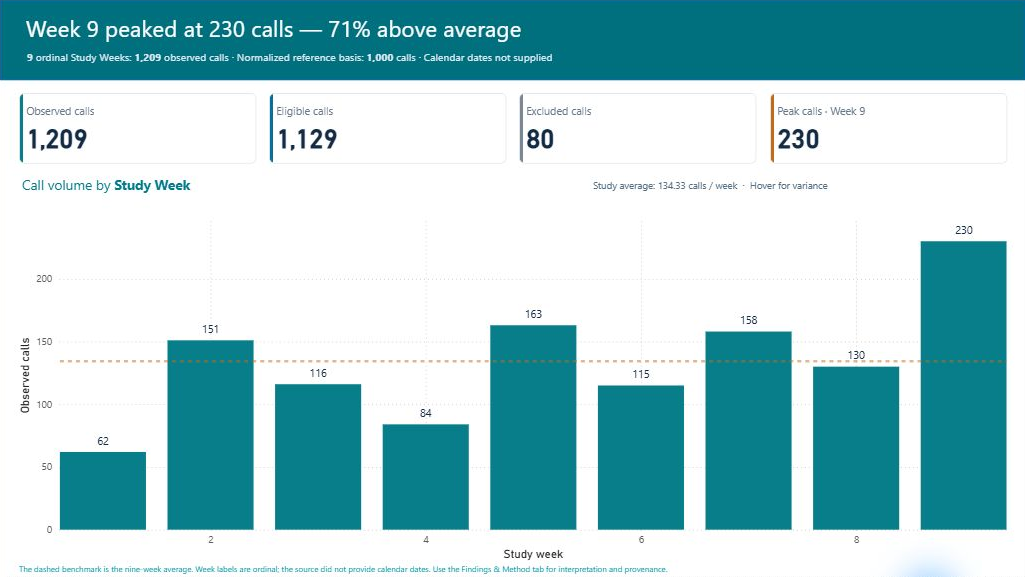 Week 9 peaked at 230 calls — 71% above average
9 ordinal Study Weeks: 1,209 observed calls · Normalized reference basis: 1,000 calls · Calendar dates not supplied
Observed calls
1,209
Eligible calls
1,129
Excluded calls
80
Peak calls · Week 9
230
Call volume by Study Week
Study average: 134.33 calls / week · Hover for variance
Observed calls
200
150
100
50
0
62
151
116
84
163
115
158
130
230
2
4
6
8
Study week
The dashed benchmark is the nine-week average. Week labels are ordinal; the source did not provide calendar dates. Use the Findings & Method tab for interpretation and provenance.